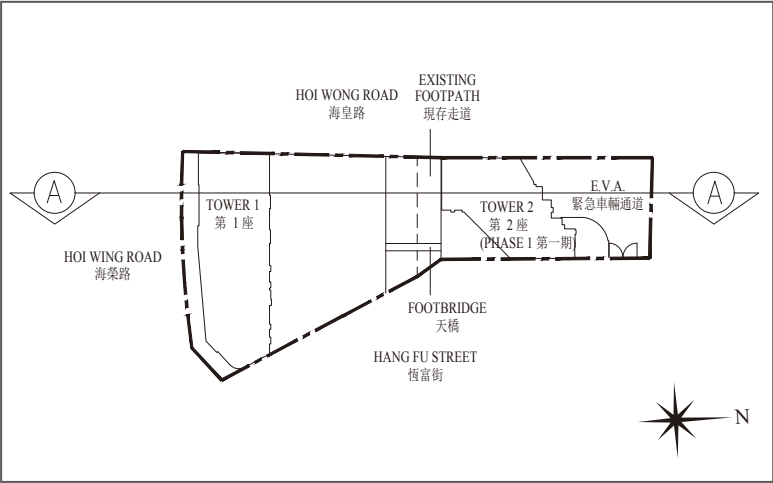 EXISTING
FOOTPATH
現存走道
HOI WONG ROAD
海皇路
A
A
TOWER 1
第 1 座
TOWER 2
第 2 座
(PHASE 1 第一期)
E.V.A.
緊急車輛通道
HOI WING ROAD
海榮路
FOOTBRIDGE
天橋
HANG FU STREET
恆富街
N